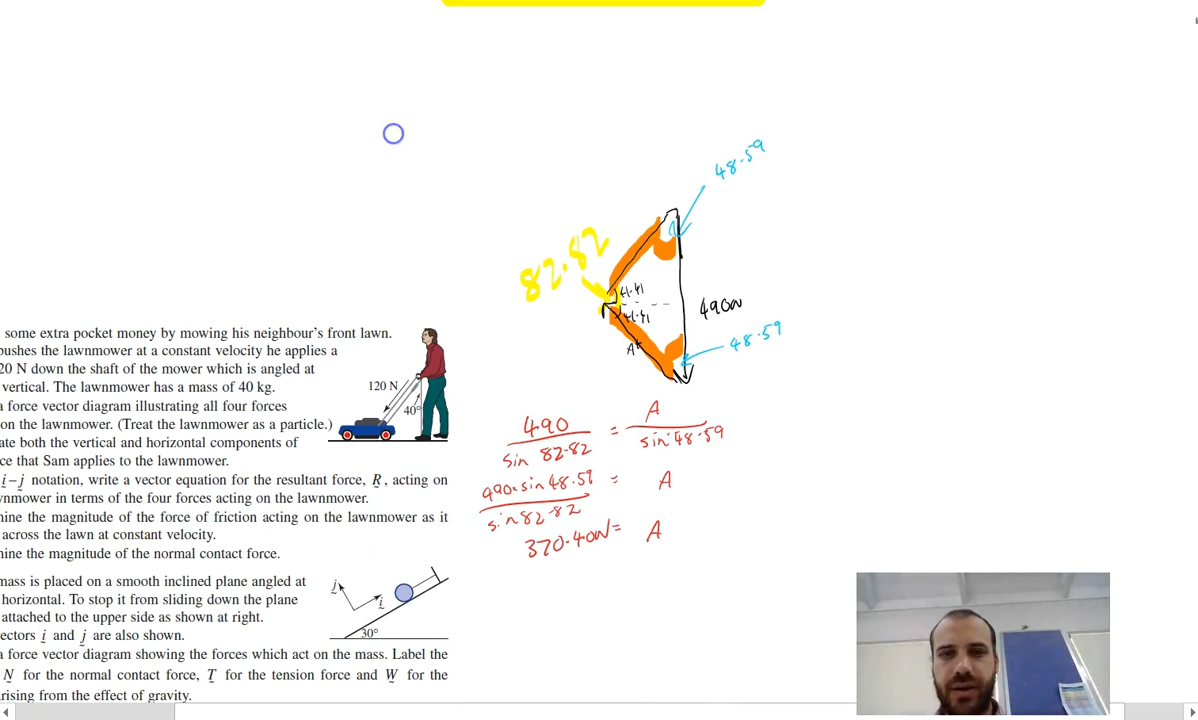 48.59
82.82
41.41
41.41
490N
A
48.59
490 = A
sin 82.82 sin 48.59
490×sin 48.59 = A
sin 82.82
370.40N = A
some extra pocket money by mowing his neighbour's front lawn.
pushes the lawnmower at a constant velocity he applies a
20 N down the shaft of the mower which is angled at
vertical. The lawnmower has a mass of 40 kg.
a force vector diagram illustrating all four forces
on the lawnmower. (Treat the lawnmower as a particle.)
ate both the vertical and horizontal components of
ce that Sam applies to the lawnmower.
i–j notation, write a vector equation for the resultant force, R, acting on
wnmower in terms of the four forces acting on the lawnmower.
nine the magnitude of the force of friction acting on the lawnmower as it
across the lawn at constant velocity.
nine the magnitude of the normal contact force.
120 N
40°
mass is placed on a smooth inclined plane angled at
horizontal. To stop it from sliding down the plane
attached to the upper side as shown at right.
ectors i and j are also shown.
a force vector diagram showing the forces which act on the mass. Label the
N for the normal contact force, T for the tension force and W for the
rising from the effect of gravity.
j
i
30°